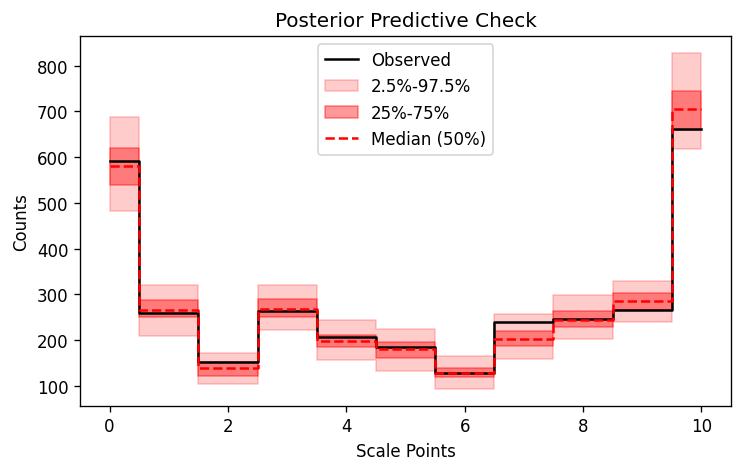 Posterior Predictive Check
Observed
2.5%-97.5%
25%-75%
Median (50%)
Counts
800
700
600
500
400
300
200
100
0 2 4 6 8 10
Scale Points